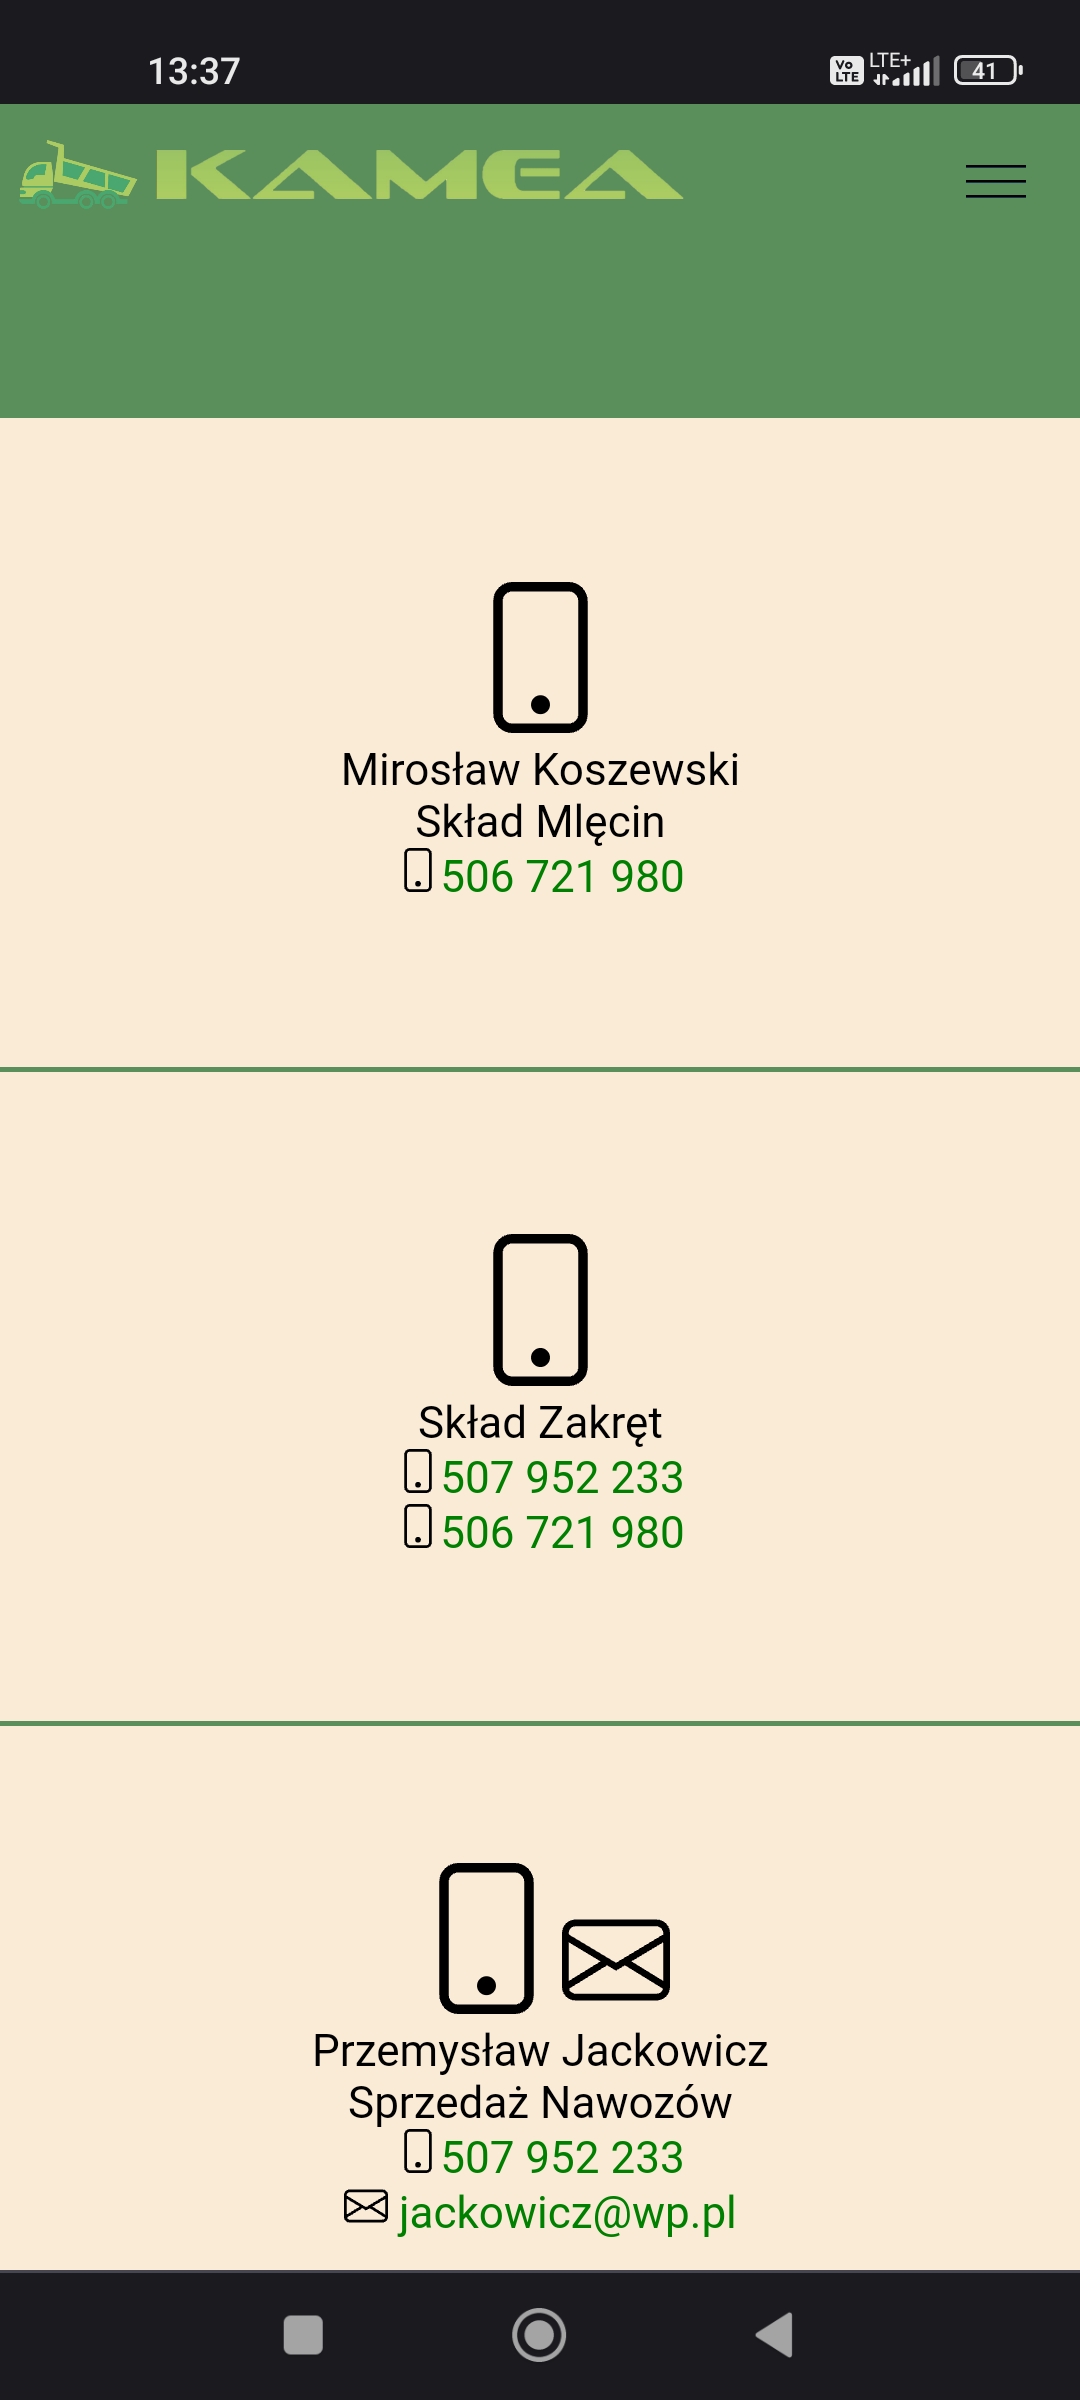 13:37
Vo LTE LTE+ 41
KAMEA
Mirosław Koszewski
Skład Mlęcin
506 721 980
Skład Zakręt
507 952 233
506 721 980
Przemysław Jackowicz
Sprzedaż Nawozów
507 952 233
jackowicz@wp.pl